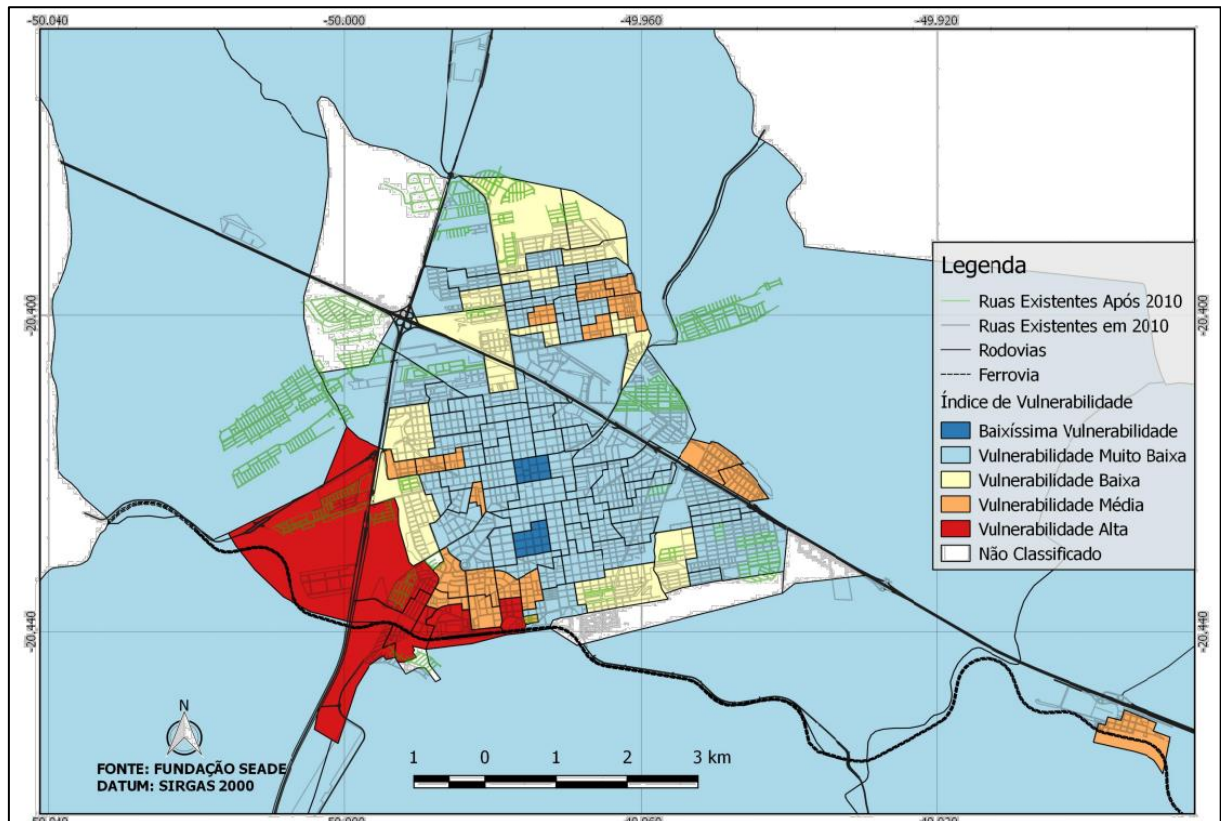 -50.040 -50.000 -49.960 -49.920
-20.400 -20.400
Legenda
Ruas Existentes Após 2010
Ruas Existentes em 2010
Rodovias
Ferrovia
Índice de Vulnerabilidade
Baixíssima Vulnerabilidade
Vulnerabilidade Muito Baixa
Vulnerabilidade Baixa
Vulnerabilidade Média
Vulnerabilidade Alta
Não Classificado
-20.440 -20.440
N
FONTE: FUNDAÇÃO SEADE
DATUM: SIRGAS 2000
1 0 1 2 3 km